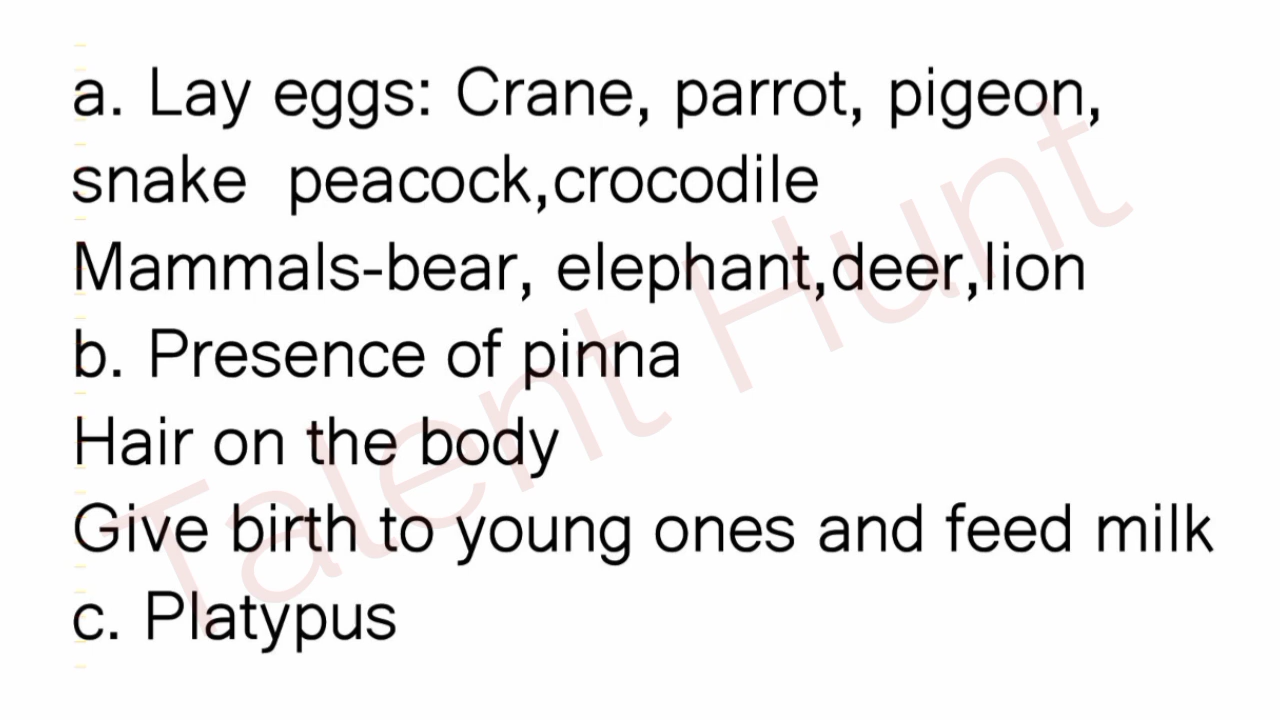 a. Lay eggs: Crane, parrot, pigeon,
snake  peacock,crocodile
Mammals-bear, elephant,deer,lion
b. Presence of pinna
Hair on the body
Give birth to young ones and feed milk
c. Platypus
Talent Hunt